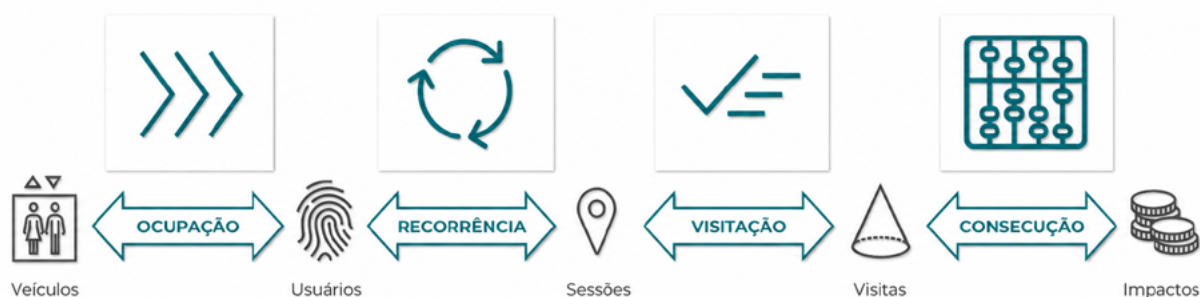 OCUPAÇÃO
RECORRÊNCIA
VISITAÇÃO
CONSECUÇÃO
Veículos
Usuários
Sessões
Visitas
Impactos